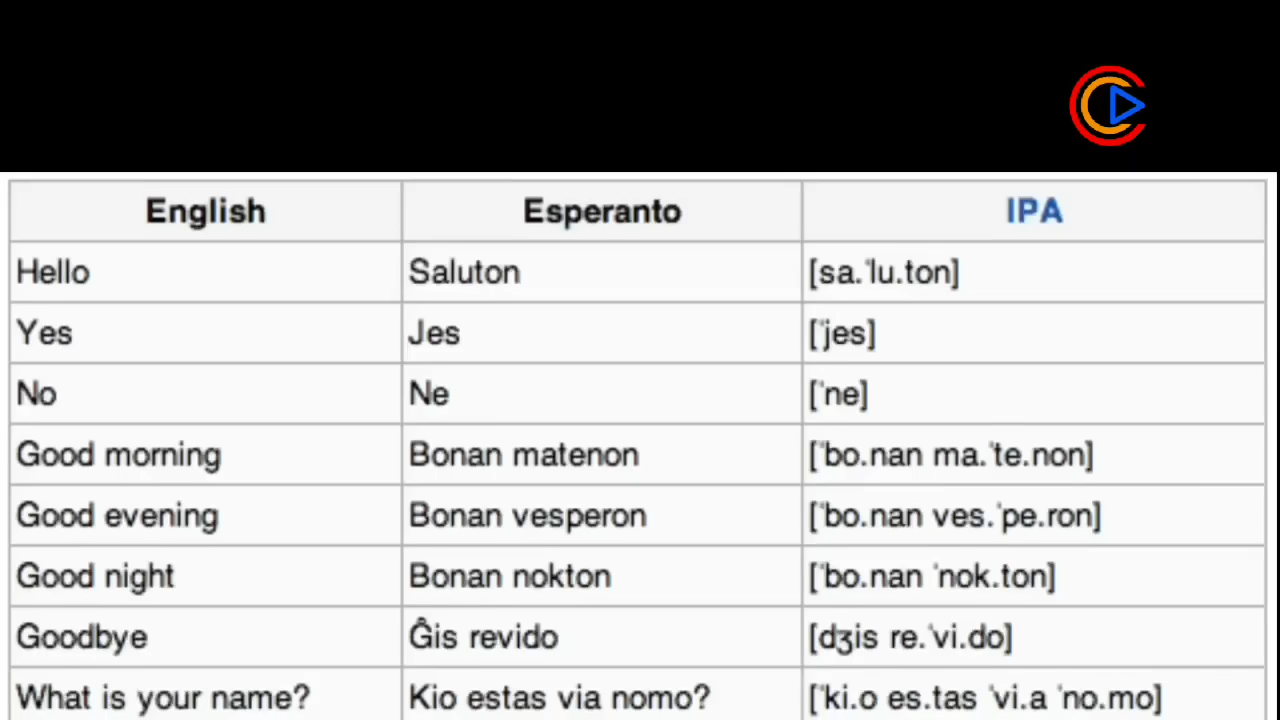 English Esperanto IPA
Hello Saluton [sa.ˈlu.ton]
Yes Jes [ˈjes]
No Ne [ˈne]
Good morning Bonan matenon [ˈbo.nan ma.ˈte.non]
Good evening Bonan vesperon [ˈbo.nan ves.ˈpe.ron]
Good night Bonan nokton [ˈbo.nan ˈnok.ton]
Goodbye Ĝis revido [dʒis re.ˈvi.do]
What is your name? Kio estas via nomo? [ˈki.o es.tas ˈvi.a ˈno.mo]